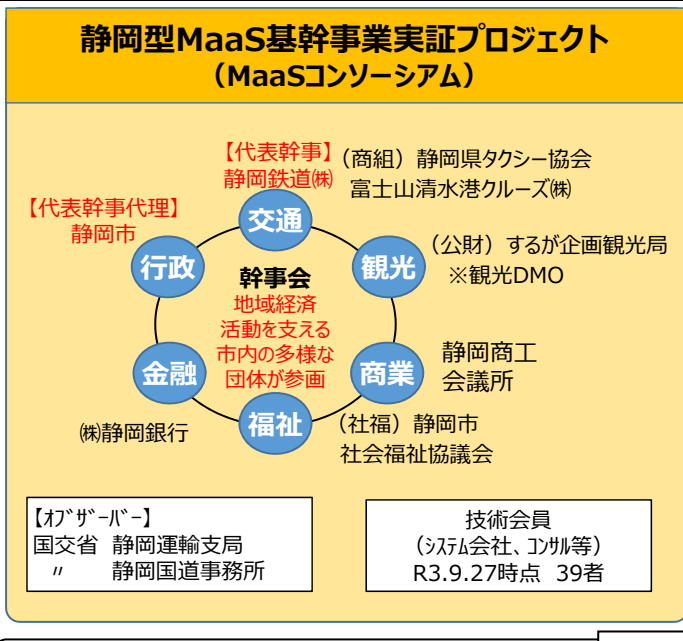 静岡型MaaS基幹事業実証プロジェクト
（MaaSコンソーシアム）
【代表幹事】
静岡鉄道㈱
（商組）静岡県タクシー協会
富士山清水港クルーズ㈱
【代表幹事代理】
静岡市
交通
行政
観光
（公財）するが企画観光局
※観光DMO
幹事会
地域経済
活動を支える
市内の多様な
団体が参画
金融
商業
静岡商工
会議所
福祉
㈱静岡銀行
（社福）静岡市
社会福祉協議会
【ｵﾌﾞｻﾞｰﾊﾞｰ】
国交省 静岡運輸支局
〃 静岡国道事務所
技術会員
（ｼｽﾃﾑ会社、ｺﾝｻﾙ等）
R3.9.27時点 39者